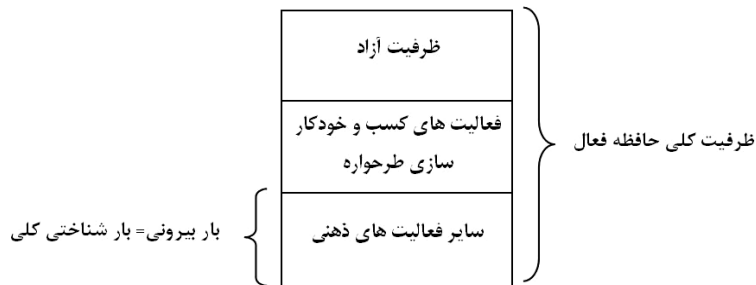 ظرفیت آزاد
فعالیت های کسب و خودکار
سازی طرحواره
ظرفیت کلی حافظه فعال
سایر فعالیت های ذهنی
بار بیرونی= بار شناختی کلی